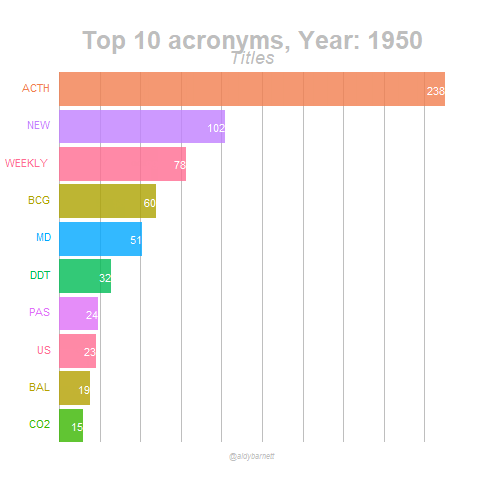 Top 10 acronyms, Year: 1950
Titles
ACTH 238
NEW 102
WEEKLY 78
BCG 60
MD 51
DDT 32
PAS 24
US 23
BAL 19
CO2 15
@aldybarnett